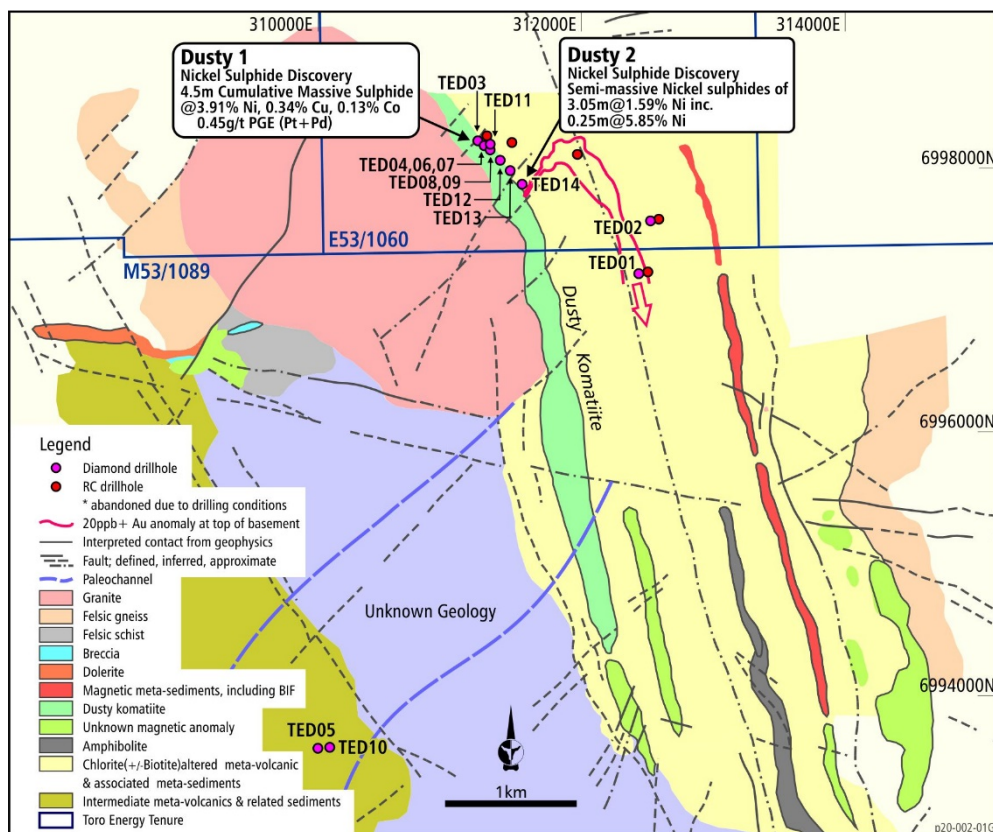 310000E
312000E
314000E
Dusty 1
Nickel Sulphide Discovery
4.5m Cumulative Massive Sulphide
@3.91% Ni, 0.34% Cu, 0.13% Co
0.45g/t PGE (Pt+Pd)
Dusty 2
Nickel Sulphide Discovery
Semi-massive Nickel sulphides of
3.05m@1.59% Ni inc.
0.25m@5.85% Ni
TED03
TED11
6998000N
TED04,06,07
TED08,09
TED14
TED12
TED13
TED02
E53/1060
TED01
M53/1089
Dusty Komatiite
6996000N
Legend
Diamond drillhole
RC drillhole
* abandoned due to drilling conditions
20ppb+ Au anomaly at top of basement
Interpreted contact from geophysics
Fault; defined, inferred, approximate
Paleochannel
Granite
Felsic gneiss
Felsic schist
Breccia
Dolerite
Magnetic meta-sediments, including BIF
Dusty komatiite
Unknown magnetic anomaly
Amphibolite
Chlorite(+/-Biotite)altered meta-volcanic
& associated meta-sediments
Intermediate meta-volcanics & related sediments
Toro Energy Tenure
Unknown Geology
6994000N
TED05
TED10
1km
p20-002-01G